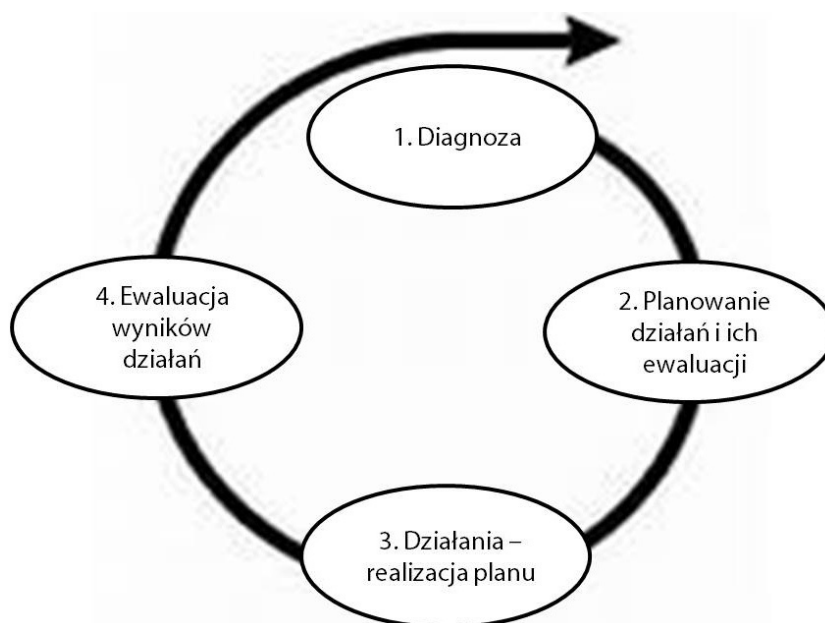 1. Diagnoza
2. Planowanie
działań i ich
ewaluacji
3. Działania –
realizacja planu
4. Ewaluacja
wyników
działań